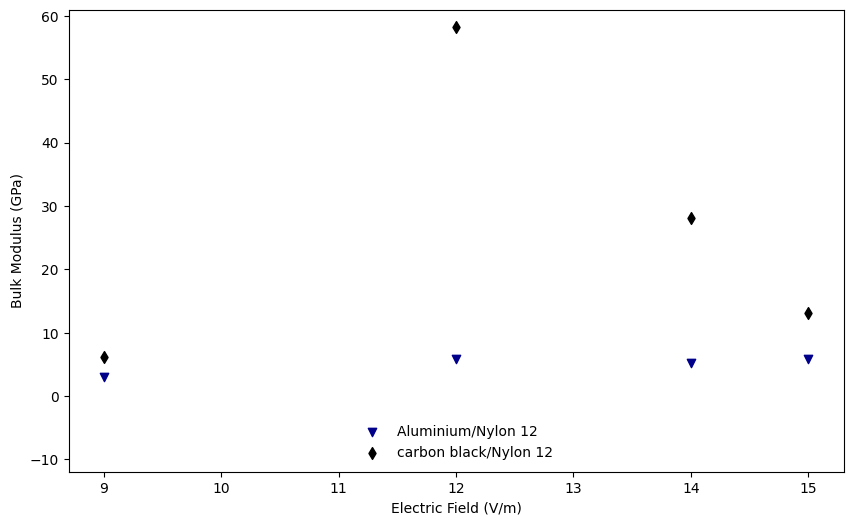 60
50
40
30
20
10
0
−10
Bulk Modulus (GPa)
Aluminium/Nylon 12
carbon black/Nylon 12
9 10 11 12 13 14 15
Electric Field (V/m)